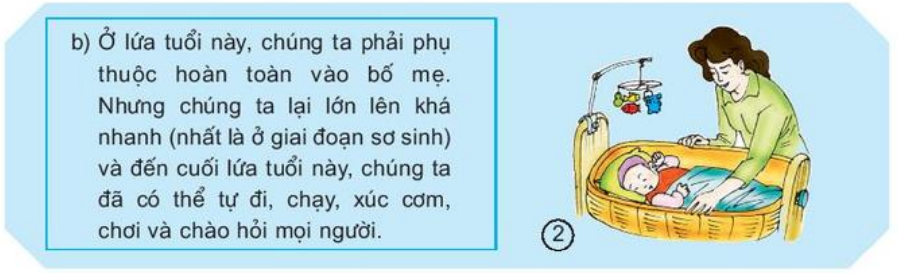 b) Ở lứa tuổi này, chúng ta phải phụ
thuộc hoàn toàn vào bố mẹ.
Nhưng chúng ta lại lớn lên khá
nhanh (nhất là ở giai đoạn sơ sinh)
và đến cuối lứa tuổi này, chúng ta
đã có thể tự đi, chạy, xúc cơm,
chơi và chào hỏi mọi người.
2